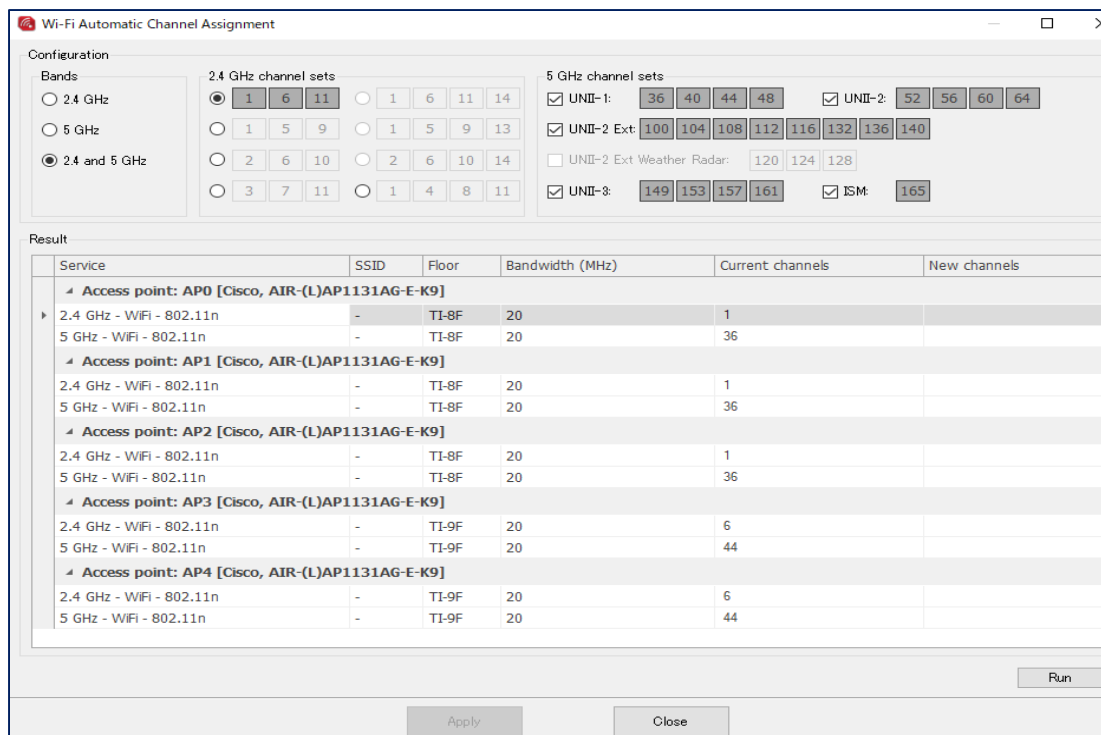 Wi-Fi Automatic Channel Assignment
Configuration
Bands
2.4 GHz
5 GHz
2.4 and 5 GHz
2.4 GHz channel sets
1 6 11
1 6 11 14
1 5 9
1 5 9 13
2 6 10
2 6 10 14
3 7 11
1 4 8 11
5 GHz channel sets
UNII-1: 36 40 44 48
UNII-2: 52 56 60 64
UNII-2 Ext: 100 104 108 112 116 132 136 140
UNII-2 Ext Weather Radar: 120 124 128
UNII-3: 149 153 157 161
ISM: 165
Result
Service SSID Floor Bandwidth (MHz) Current channels New channels
Access point: AP0 [Cisco, AIR-(L)AP1131AG-E-K9]
2.4 GHz - WiFi - 802.11n - TI-8F 20 1
5 GHz - WiFi - 802.11n - TI-8F 20 36
Access point: AP1 [Cisco, AIR-(L)AP1131AG-E-K9]
2.4 GHz - WiFi - 802.11n - TI-8F 20 1
5 GHz - WiFi - 802.11n - TI-8F 20 36
Access point: AP2 [Cisco, AIR-(L)AP1131AG-E-K9]
2.4 GHz - WiFi - 802.11n - TI-8F 20 1
5 GHz - WiFi - 802.11n - TI-8F 20 36
Access point: AP3 [Cisco, AIR-(L)AP1131AG-E-K9]
2.4 GHz - WiFi - 802.11n - TI-9F 20 6
5 GHz - WiFi - 802.11n - TI-9F 20 44
Access point: AP4 [Cisco, AIR-(L)AP1131AG-E-K9]
2.4 GHz - WiFi - 802.11n - TI-9F 20 6
5 GHz - WiFi - 802.11n - TI-9F 20 44
Run
Apply
Close